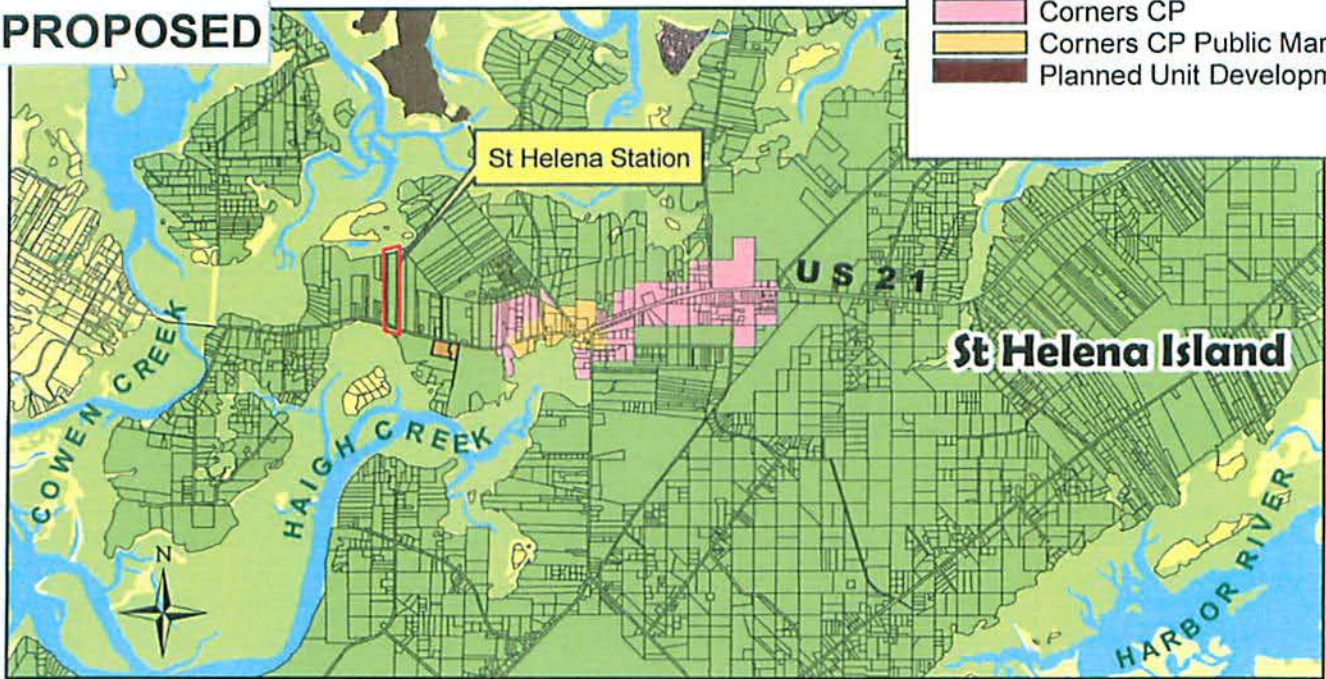 PROPOSED
Corners CP
Corners CP Public Mar
Planned Unit Developm
St Helena Station
US 21
St Helena Island
COWEN CREEK
HAIGH CREEK
N
HARBOR RIVER